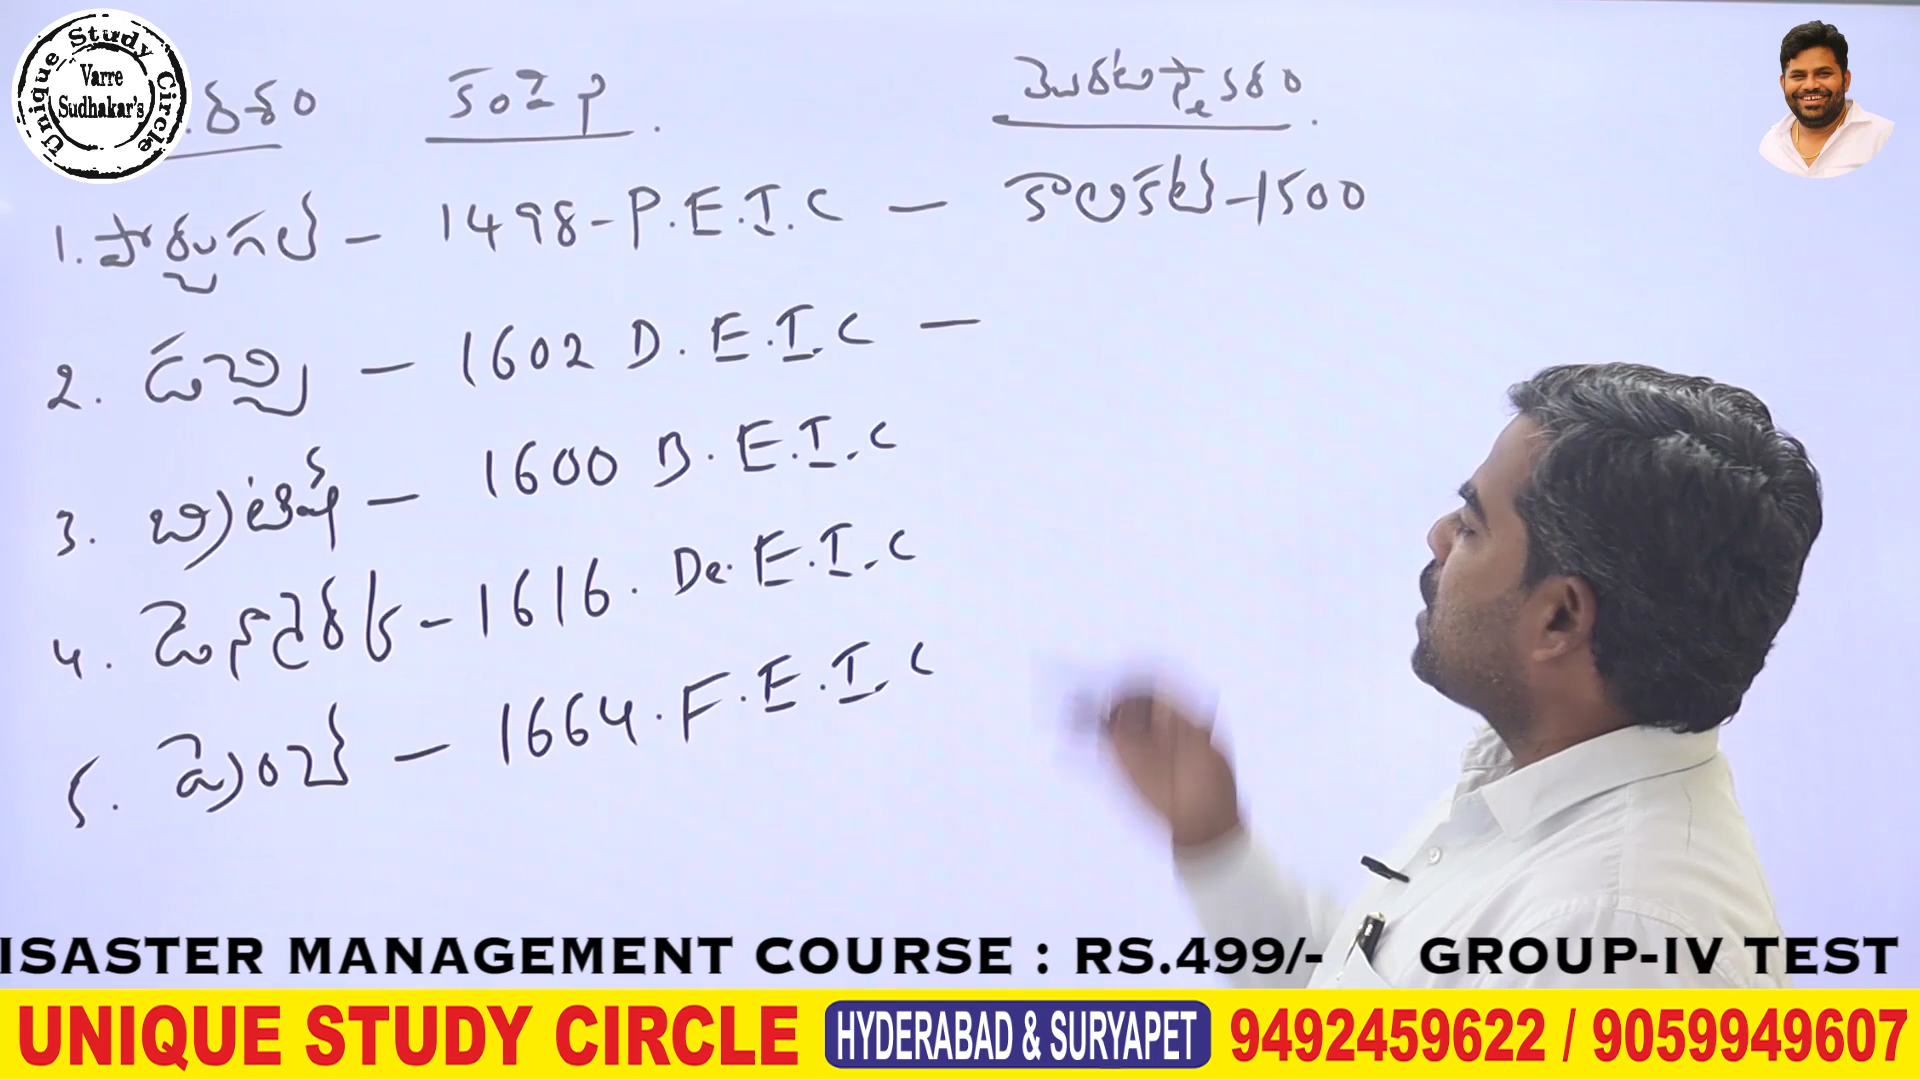 Unique Study Circle
Varre
Sudhakar's
దేశం కంపెనీ . మొదటి స్థావరం .
1. పోర్చుగల్ - 1498 - P.E.I.C - కాలికట్ - 1500
2. డచ్చి - 1602 D.E.I.C -
3. బ్రిటిష్ - 1600 B.E.I.C
4. డెన్మార్క్ - 1616. De.E.I.C
5. ఫ్రెంచ్ - 1664. F.E.I.C
ISASTER MANAGEMENT COURSE : RS.499/- GROUP-IV TEST
UNIQUE STUDY CIRCLE HYDERABAD & SURYAPET 9492459622 / 9059949607